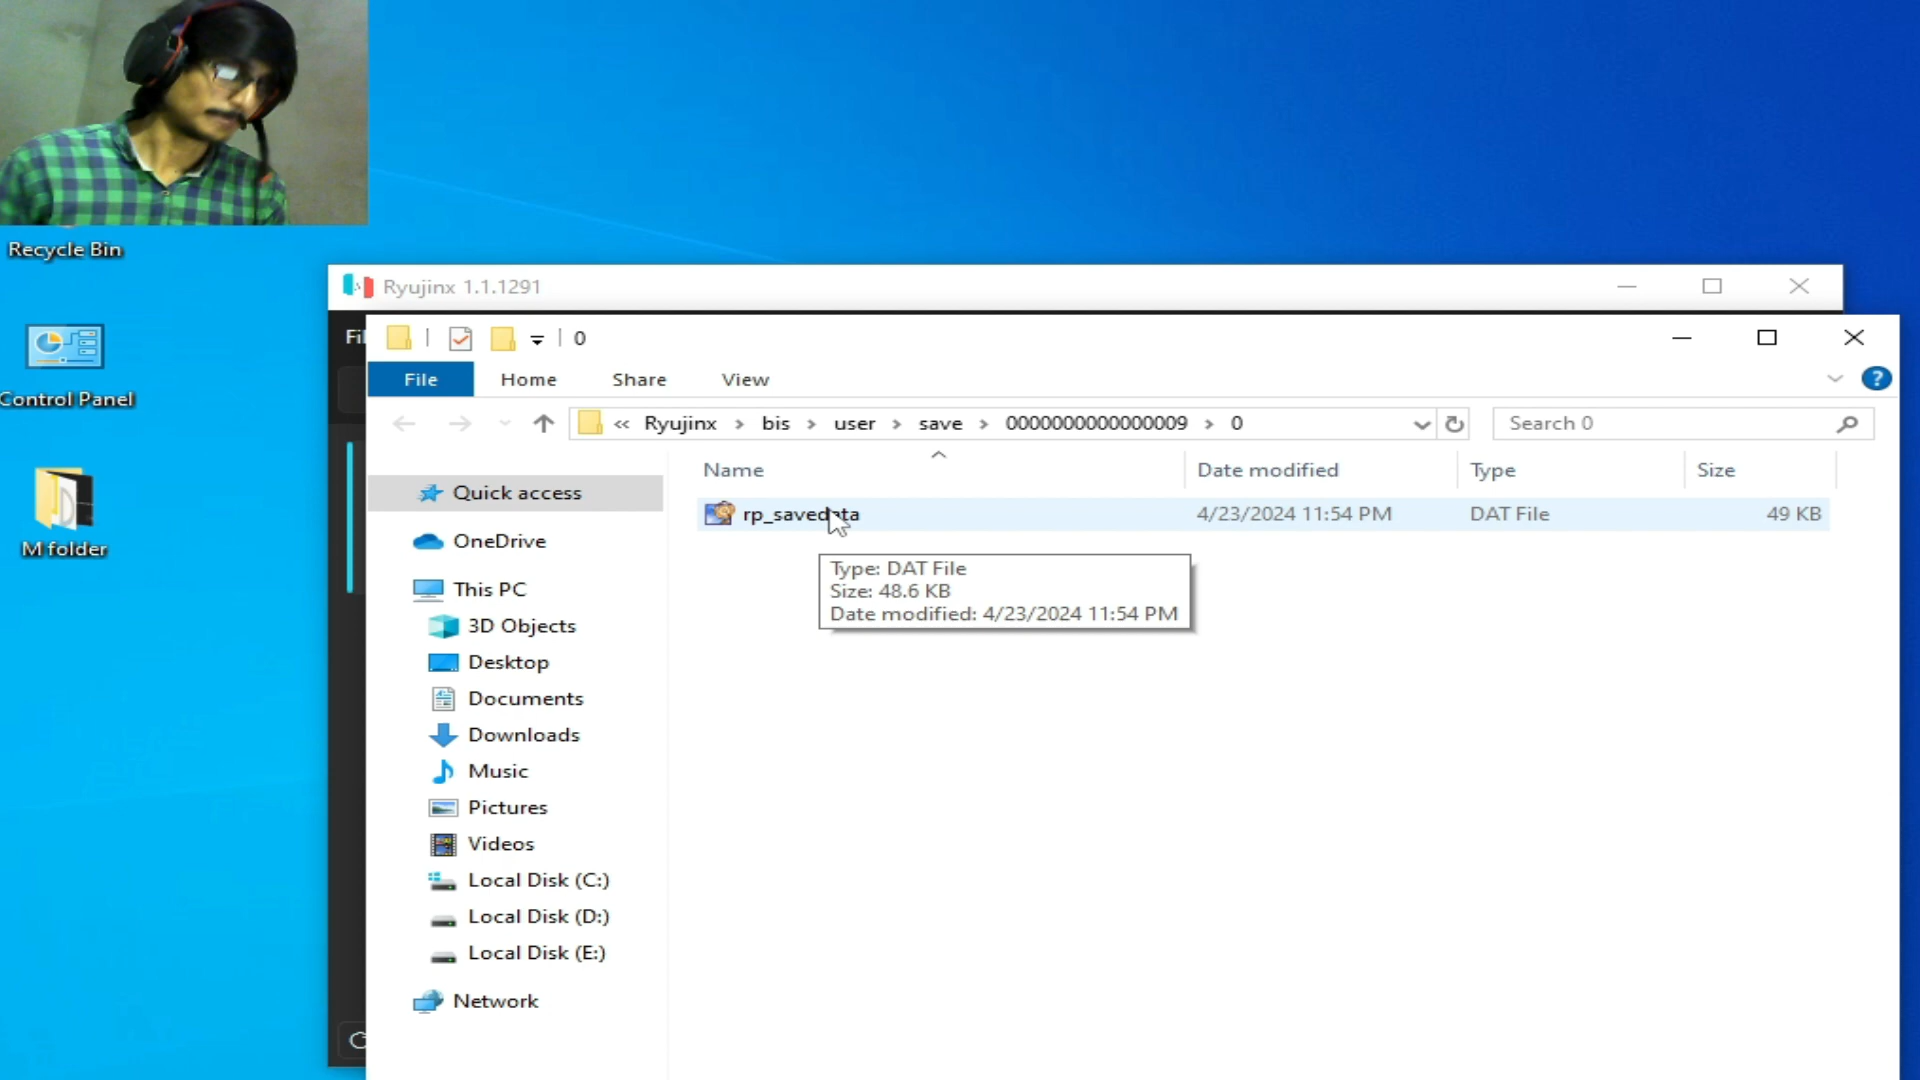 Recycle Bin
Control Panel
M folder
Ryujinx 1.1.1291
Fi
0
File Home Share View
« Ryujinx > bis > user > save > 0000000000000009 > 0
Search 0
Name Date modified Type Size
rp_savedata 4/23/2024 11:54 PM DAT File 49 KB
Type: DAT File
Size: 48.6 KB
Date modified: 4/23/2024 11:54 PM
Quick access
OneDrive
This PC
3D Objects
Desktop
Documents
Downloads
Music
Pictures
Videos
Local Disk (C:)
Local Disk (D:)
Local Disk (E:)
Network